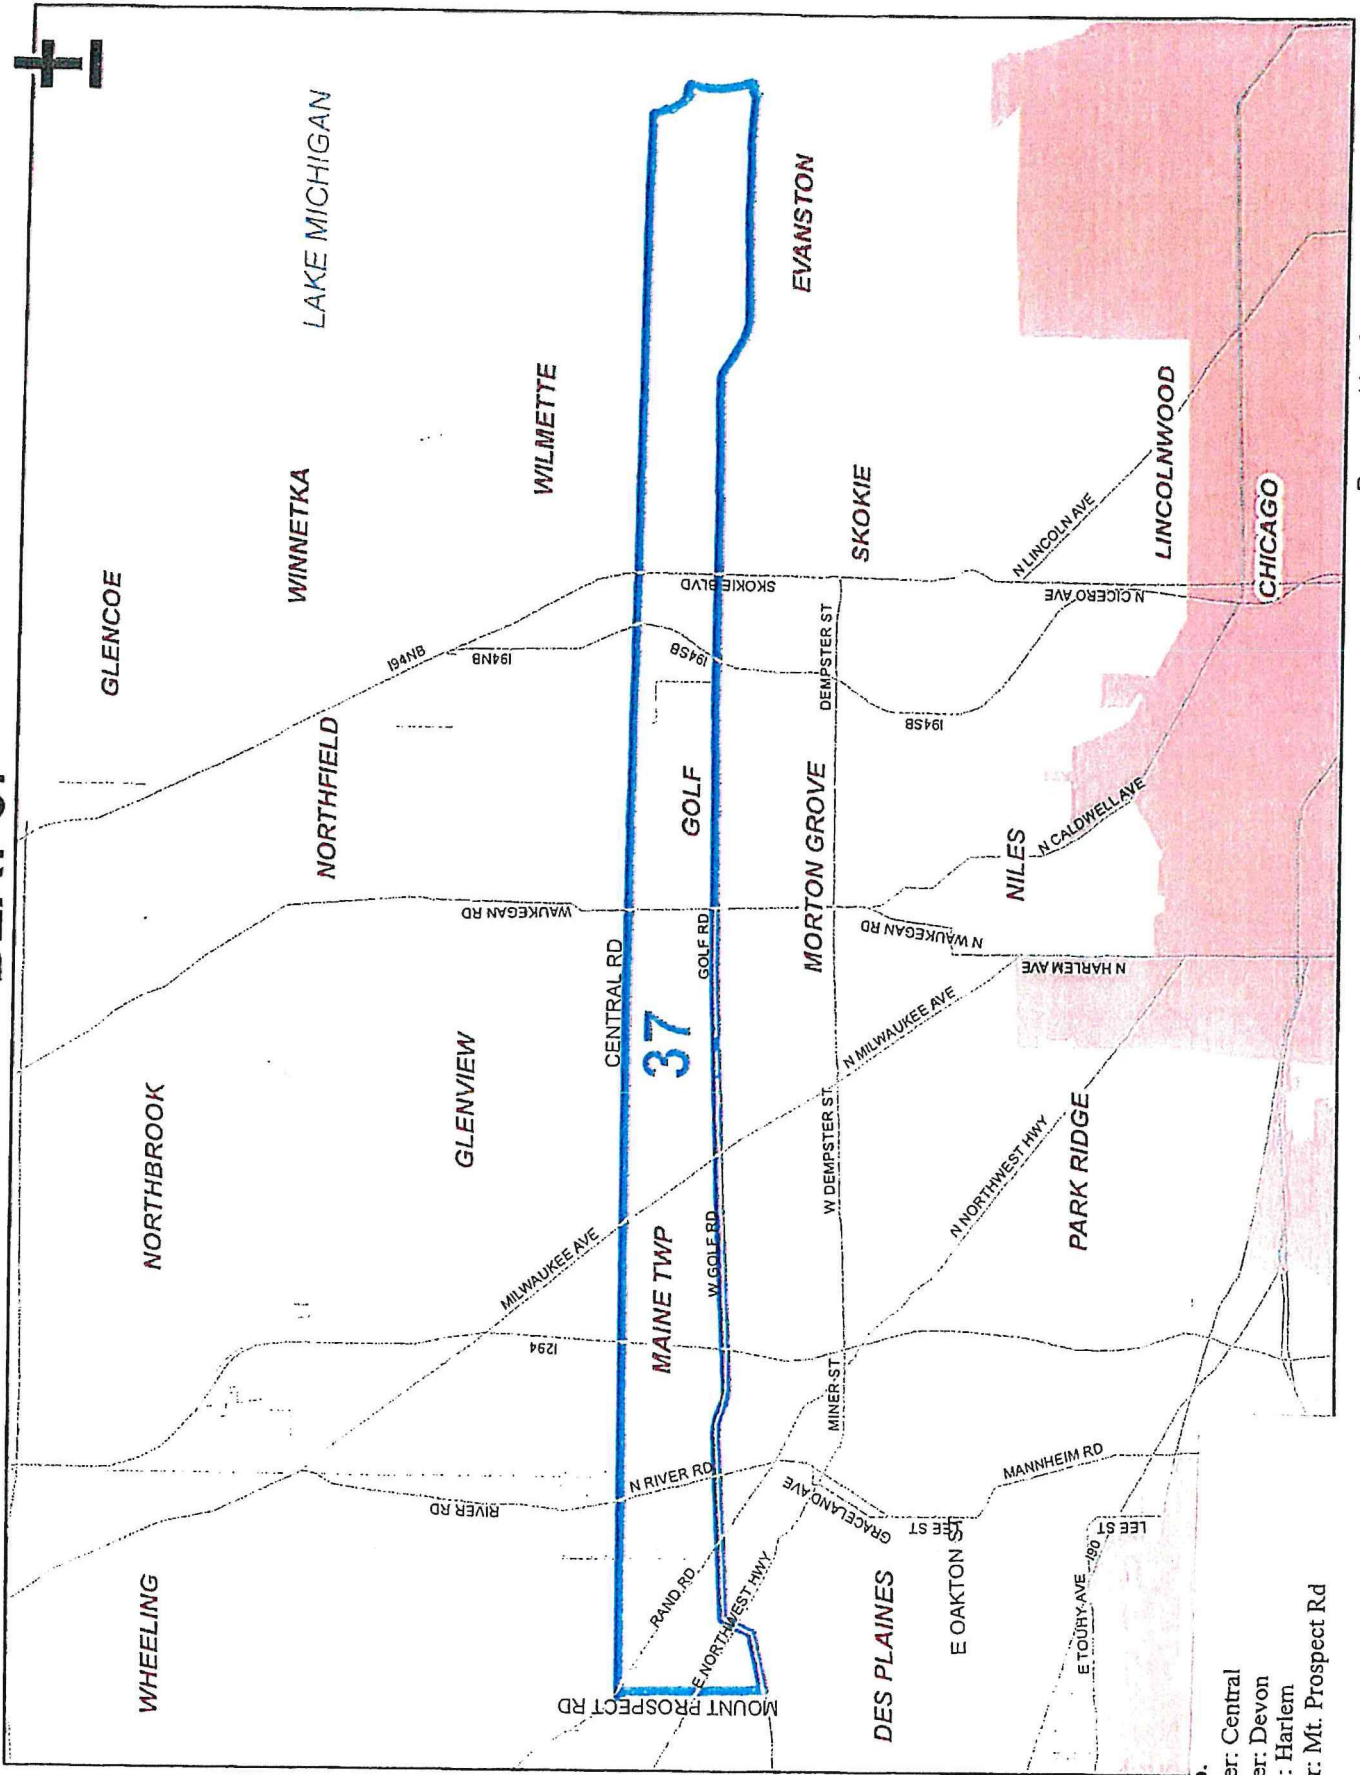 LAKE MICHIGAN
GLENCOE
WINNETKA
WILMETTE
EVANSTON
NORTHFIELD
I94NB
I94NB
NORTHBROOK
GLENVIEW
WAUKEGAN RD
WHEELING
MILWAUKEE AVE
I294
RIVER RD
CENTRAL RD
37
GOLF
GOLF RD
I94SB
SKOKIE BLVD
MAINE TWP
W GOLF RD
N RIVER RD
RAND RD
E NORTHWEST HWY
MOUNT PROSPECT RD
SKOKIE
DEMPSTER ST
I94SB
MORTON GROVE
W DEMPSTER ST
MINER ST
N WAUKEGAN RD
N MILWAUKEE AVE
N HARLEM AVE
NILES
N CALDWELL AVE
N LINCOLN AVE
N CICERO AVE
LINCOLNWOOD
CHICAGO
N NORTHWEST HWY
PARK RIDGE
GRACELAND AVE
LEE ST
MANNHEIM RD
DES PLAINES
E OAKTON ST
E TOUHY AVE
I90
LEE ST
er: Central
er: Devon
: Harlem
r: Mt. Prospect Rd